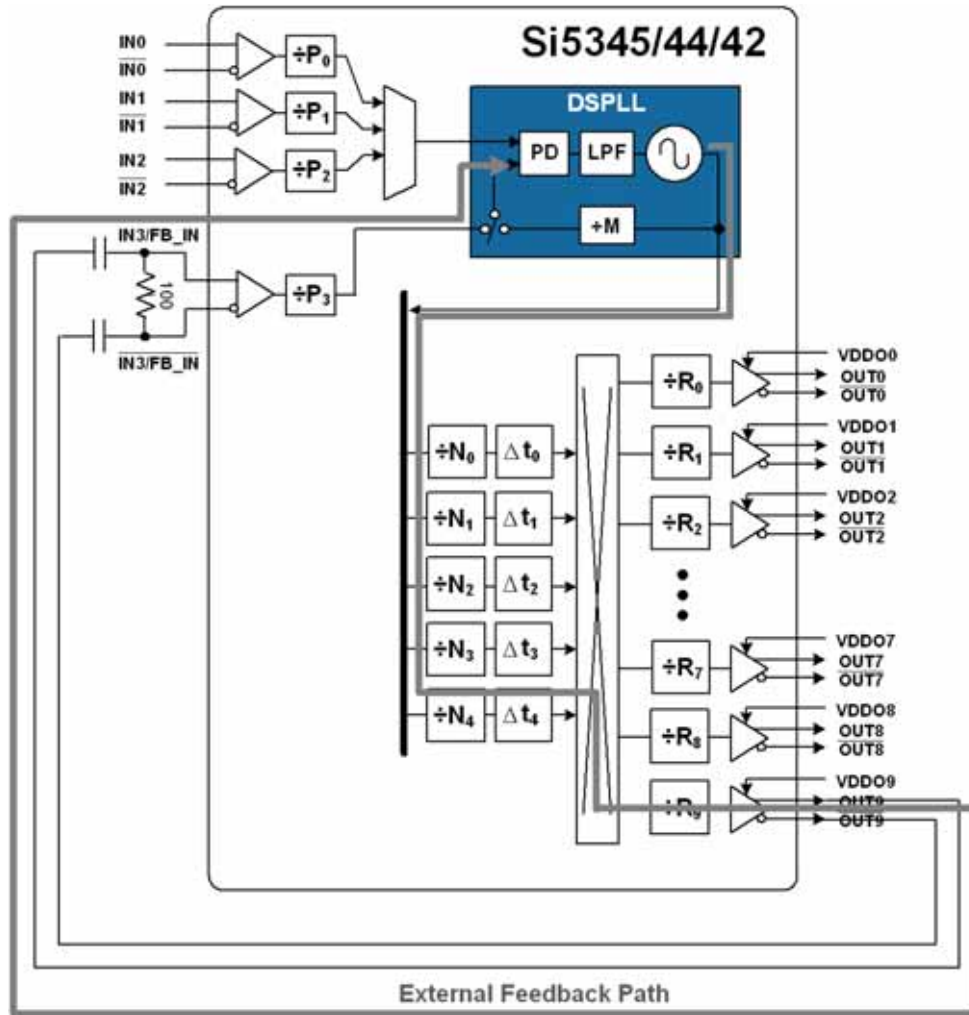 Si5345/44/42
IN0
IN0
÷P0
IN1
IN1
÷P1
IN2
IN2
÷P2
DSPLL
PD
LPF
÷M
IN3/FB_IN
100
÷P3
IN3/FB_IN
÷N0
Δt0
÷N1
Δt1
÷N2
Δt2
÷N3
Δt3
÷N4
Δt4
÷R0
VDDO0
OUT0
OUT0
÷R1
VDDO1
OUT1
OUT1
÷R2
VDDO2
OUT2
OUT2
÷R7
VDDO7
OUT7
OUT7
÷R8
VDDO8
OUT8
OUT8
÷R9
VDDO9
OUT9
OUT9
External Feedback Path